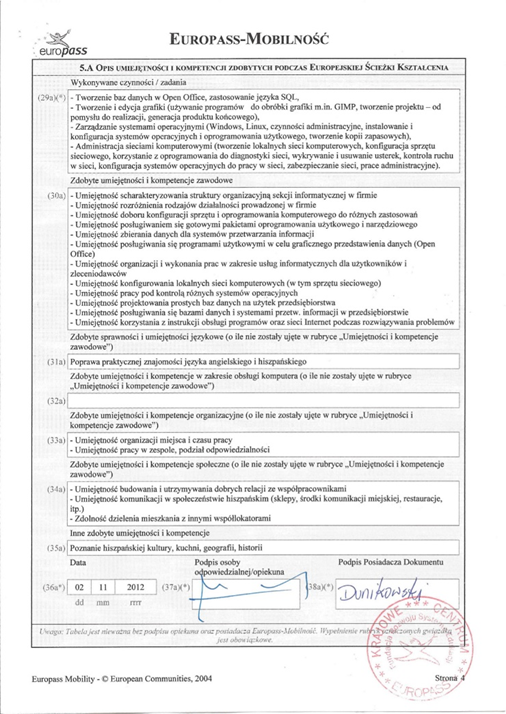 europass
EUROPASS-MOBILNOŚĆ
5.A OPIS UMIEJĘTNOŚCI I KOMPETENCJI ZDOBYTYCH PODCZAS EUROPEJSKIEJ ŚCIEŻKI KSZTAŁCENIA
Wykonywane czynności / zadania
(29a)(*) - Tworzenie baz danych w Open Office, zastosowanie języka SQL,
- Tworzenie i edycja grafiki (używanie programów do obróbki grafiki m.in. GIMP, tworzenie projektu – od
pomysłu do realizacji, generacja produktu końcowego),
- Zarządzanie systemami operacyjnymi (Windows, Linux, czynności administracyjne, instalowanie i
konfiguracja systemów operacyjnych i oprogramowania użytkowego, tworzenie kopii zapasowych),
- Administracja sieciami komputerowymi (tworzenie lokalnych sieci komputerowych, konfiguracja sprzętu
sieciowego, korzystanie z oprogramowania do diagnostyki sieci, wykrywanie i usuwanie usterek, kontrola ruchu
w sieci, konfiguracja systemów operacyjnych do pracy w sieci, zabezpieczanie sieci, prace administracyjne).
Zdobyte umiejętności i kompetencje zawodowe
(30a) - Umiejętność scharakteryzowania struktury organizacyjną sekcji informatycznej w firmie
- Umiejętność rozróżnienia rodzajów działalności prowadzonej w firmie
- Umiejętność doboru konfiguracji sprzętu i oprogramowania komputerowego do różnych zastosowań
- Umiejętność posługiwaniem się gotowymi pakietami oprogramowania użytkowego i narzędziowego
- Umiejętność zbierania danych dla systemów przetwarzania informacji
- Umiejętność posługiwania się programami użytkowymi w celu graficznego przedstawienia danych (Open
Office)
- Umiejętność organizacji i wykonania prac w zakresie usług informatycznych dla użytkowników i
zleceniodawców
- Umiejętność konfigurowania lokalnych sieci komputerowych (w tym sprzętu sieciowego)
- Umiejętność pracy pod kontrolą różnych systemów operacyjnych
- Umiejętność projektowania prostych baz danych na użytek przedsiębiorstwa
- Umiejętność posługiwania się bazami danych i systemami przetw. informacji w przedsiębiorstwie
- Umiejętność korzystania z instrukcji obsługi programów oraz sieci Internet podczas rozwiązywania problemów
Zdobyte sprawności i umiejętności językowe (o ile nie zostały ujęte w rubryce „Umiejętności i kompetencje
zawodowe”)
(31a) Poprawa praktycznej znajomości języka angielskiego i hiszpańskiego
Zdobyte umiejętności i kompetencje w zakresie obsługi komputera (o ile nie zostały ujęte w rubryce
„Umiejętności i kompetencje zawodowe”)
(32a)
Zdobyte umiejętności i kompetencje organizacyjne (o ile nie zostały ujęte w rubryce „Umiejętności i
kompetencje zawodowe”)
(33a) - Umiejętność organizacji miejsca i czasu pracy
- Umiejętność pracy w zespole, podział odpowiedzialności
Zdobyte umiejętności i kompetencje społeczne (o ile nie zostały ujęte w rubryce „Umiejętności i kompetencje
zawodowe”)
(34a) - Umiejętność budowania i utrzymywania dobrych relacji ze współpracownikami
- Umiejętność komunikacji w społeczeństwie hiszpańskim (sklepy, środki komunikacji miejskiej, restauracje,
itp.)
- Zdolność dzielenia mieszkania z innymi współlokatorami
Inne zdobyte umiejętności i kompetencje
(35a) Poznanie hiszpańskiej kultury, kuchni, geografii, historii
Data Podpis osoby Podpis Posiadacza Dokumentu
odpowiedzialnej/opiekuna
(36a*) 02 11 2012 (37a)(*) (38a)(*) Dunikowski
dd mm rrrr
Uwaga: Tabela jest nieważna bez podpisu opiekuna oraz posiadacza Europass-Mobilność. Wypełnienie rubryk oznaczonych gwiazdką
jest obowiązkowe.
KRAJOWE CENTRUM
EUROPASS
Europass Mobility - © European Communities, 2004 Strona 4